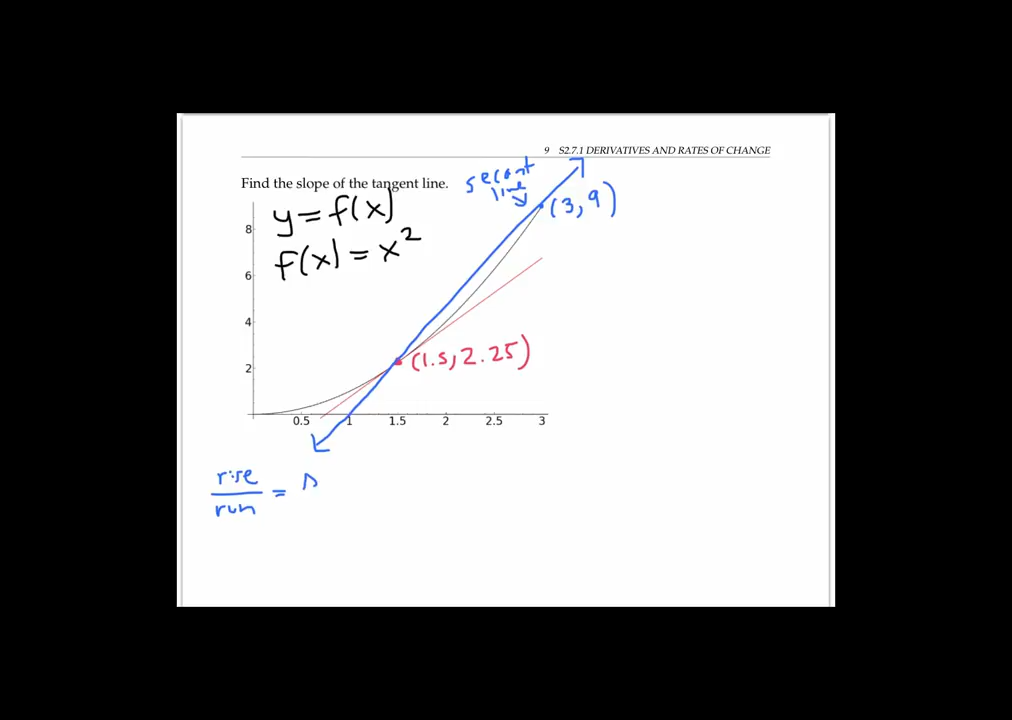 9 S2.7.1 DERIVATIVES AND RATES OF CHANGE
Find the slope of the tangent line.
secant
line
y = f(x)
(3, 9)
f(x) = x²
8
6
4
2
(1.5, 2.25)
0.5 1 1.5 2 2.5 3
rise
run
= Δ